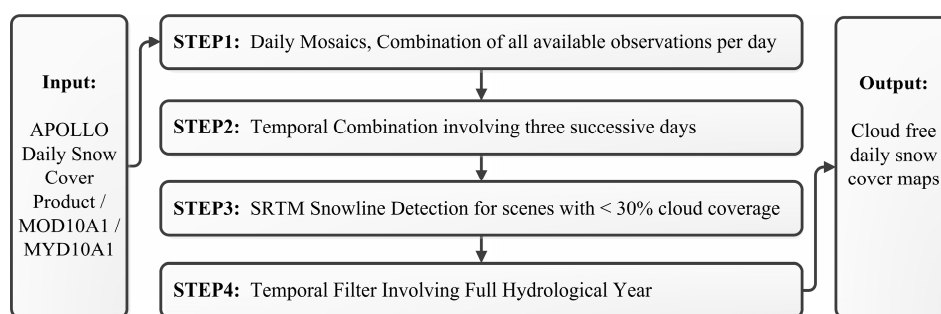 Input:
APOLLO
Daily Snow
Cover
Product /
MOD10A1 /
MYD10A1
STEP1: Daily Mosaics, Combination of all available observations per day
STEP2: Temporal Combination involving three successive days
STEP3: SRTM Snowline Detection for scenes with < 30% cloud coverage
STEP4: Temporal Filter Involving Full Hydrological Year
Output:
Cloud free
daily snow
cover maps